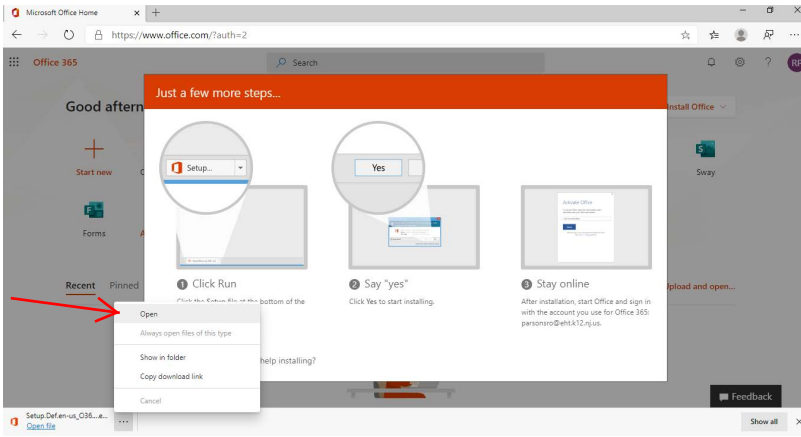 Microsoft Office Home
https://www.office.com/?auth=2
Office 365
Search
?
RP
Just a few more steps...
Good aftern
Install Office
Start new
Sway
Forms
Setup...
Yes
Activate Office
1 Click Run
2 Say "yes"
3 Stay online
Click the Setup file at the bottom of the
Click Yes to start installing.
After installation, start Office and sign in
with the account you use for Office 365:
parsonsro@eht.k12.nj.us.
Recent Pinned
Upload and open...
Open
Always open files of this type
Show in folder
Copy download link
Cancel
help installing?
Feedback
Setup.Def.en-us_O36....e...
Open file
Show all